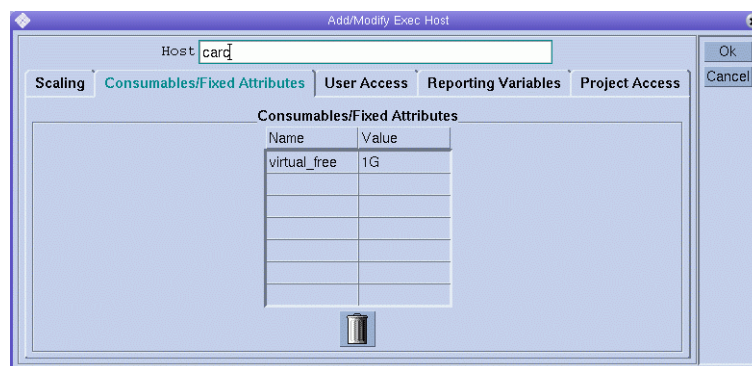 Add/Modify Exec Host
Host carc
Ok
Cancel
Scaling Consumables/Fixed Attributes User Access Reporting Variables Project Access
Consumables/Fixed Attributes
Name Value
virtual_free 1G